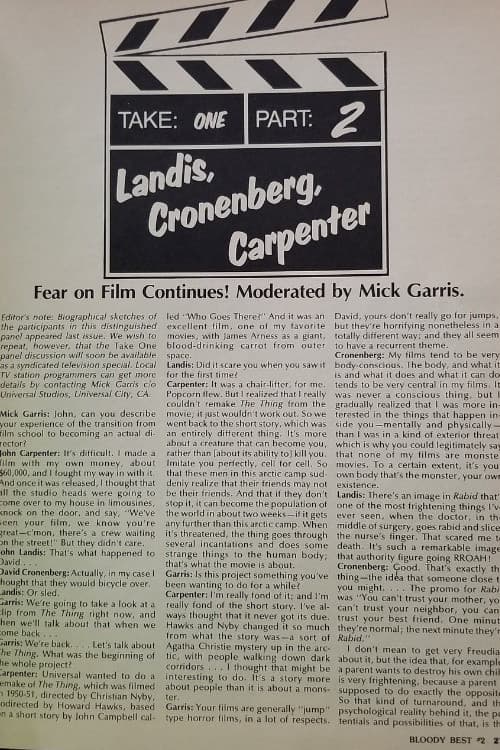 TAKE: ONE
PART: 2
Landis,
Cronenberg,
Carpenter
Fear on Film Continues! Moderated by Mick Garris.
Editor's note: Biographical sketches of
the participants in this distinguished
panel appeared last issue. We wish to
repeat, however, that the Take One
panel discussion will soon be available
as a syndicated television special. Local
TV station programmers can get more
details by contacting Mick Garris c/o
Universal Studios, Universal City, CA.
Mick Garris: John, can you describe
your experience of the transition from
film school to becoming an actual di-
rector?
John Carpenter: It's difficult. I made a
film with my own money, about
$60,000, and I fought my way in with it.
And once it was released, I thought that
all the studio heads were going to
come over to my house in limousines,
knock on the door, and say, "We've
seen your film, we know you're
great—c'mon, there's a crew waiting
on the street!" But they didn't care.
John Landis: That's what happened to
David . . .
David Cronenberg: Actually, in my case I
thought that they would bicycle over.
Landis: Or sled.
Garris: We're going to take a look at a
clip from The Thing right now, and
then we'll talk about that when we
come back . . .
Garris: We're back. . . . Let's talk about
The Thing. What was the beginning of
the whole project?
Carpenter: Universal wanted to do a
remake of The Thing, which was filmed
in 1950-51, directed by Christian Nyby,
codirected by Howard Hawks, based
on a short story by John Campbell cal-
led "Who Goes There?" And it was an
excellent film, one of my favorite
movies, with James Arness as a giant,
blood-drinking carrot from outer
space.
Landis: Did it care you when you saw it
for the first time?
Carpenter: It was a chair-lifter, for me.
Popcorn flew. But I realized that I really
couldn't remake The Thing from the
movie; it just wouldn't work out. So we
went back to the short story, which was
an entirely different thing. It's more
about a creature that can become you,
rather than [about its ability to] kill you.
Imitate you perfectly, cell for cell. So
that these men in this arctic camp sud-
denly realize that their friends may not
be their friends. And that if they don't
stop it, it can become the population of
the world in about two weeks—if it gets
any further than this arctic camp. When
it's threatened, the thing goes through
several incantations and does some
strange things to the human body;
that's what the movie is about.
Garris: Is this project something you've
been wanting to do for a while?
Carpenter: I'm really fond of it; and I'm
really fond of the short story. I've al-
ways thought that it never got its due.
Hawks and Nyby changed it so much
from what the story was—a sort of
Agatha Christie mystery up in the arc-
tic, with people walking down dark
corridors . . . I thought that might be
interesting to do. It's a story more
about people than it is about a mons-
ter.
Garris: Your films are generally "jump"
type horror films, in a lot of respects.
David, yours don't really go for jumps,
but they're horrifying nonetheless in a
totally different way; and they all seem
to have a recurrent theme.
Cronenberg: My films tend to be very
body-conscious. The body, and what it
is and what it does and what it can do
tends to be very central in my films. It
was never a conscious thing, but I
gradually realized that I was more in-
terested in the things that happen in-
side you—mentally and physically—
than I was in a kind of exterior threat,
which is why you could legitimately say
that none of my films are monster
movies. To a certain extent, it's your
own body that's the monster, your own
existence.
Landis: There's an image in Rabid that's
one of the most frightening things I've
ever seen, when the doctor, in the
middle of surgery, goes rabid and slices
the nurse's finger. That scared me to
death. It's such a remarkable image,
that authority figure going RROAH!
Cronenberg: Good. That's exactly the
thing—the idea that someone close to
you might. . . . The promo for Rabid
was "You can't trust your mother, you
can't trust your neighbor, you can't
trust your best friend. One minute
they're normal; the next minute they're
Rabid."
I don't mean to get very Freudian
about it, but the idea that, for example,
a parent wants to destroy his own child
is very frightening, because a parent is
supposed to do exactly the opposite.
So that kind of turnaround, and the
psychological reality behind it, the po-
tentials and possibilities of that, is th
BLOODY BEST #2